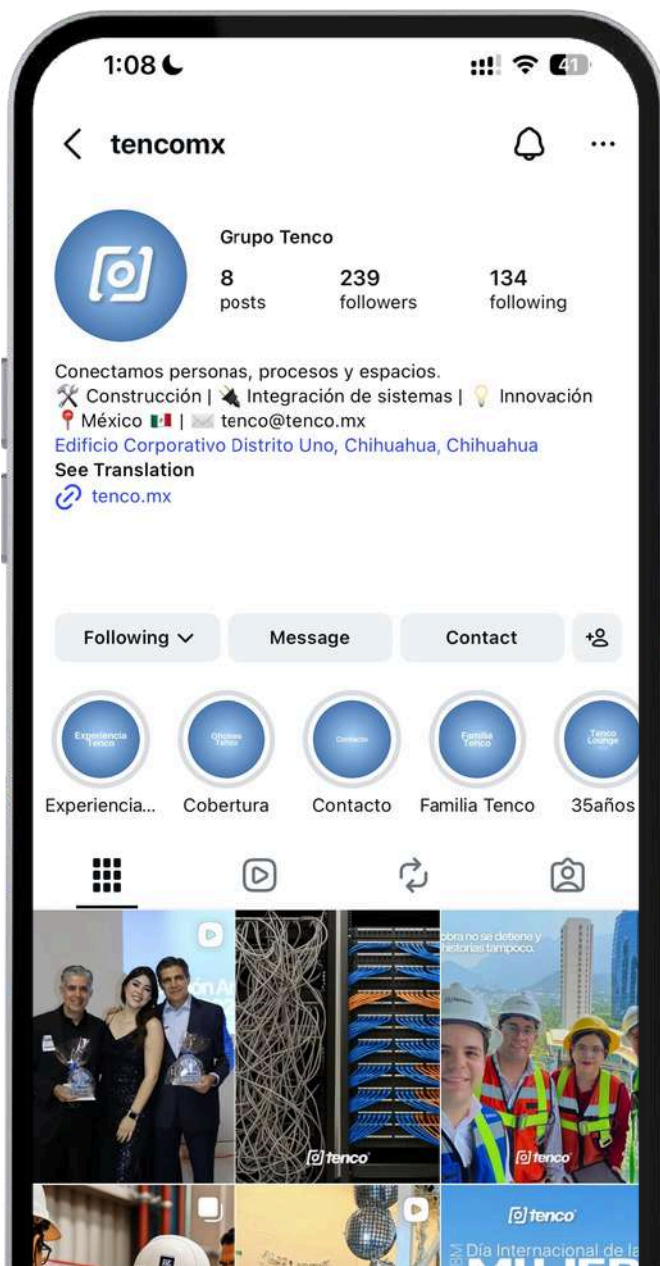 1:08
41
tencomx
Grupo Tenco
8
posts
239
followers
134
following
Conectamos personas, procesos y espacios.
Construcción | Integración de sistemas | Innovación
México | tenco@tenco.mx
Edificio Corporativo Distrito Uno, Chihuahua, Chihuahua
See Translation
tenco.mx
Following
Message
Contact
Experiencia Tenco
Contacto
Familia Tenco
Tenco Lounge
Experiencia...
Cobertura
Contacto
Familia Tenco
35años
obra no se detiene y
historias tampoco.
tenco
tenco
tenco
Día Internacional de la
MUJER